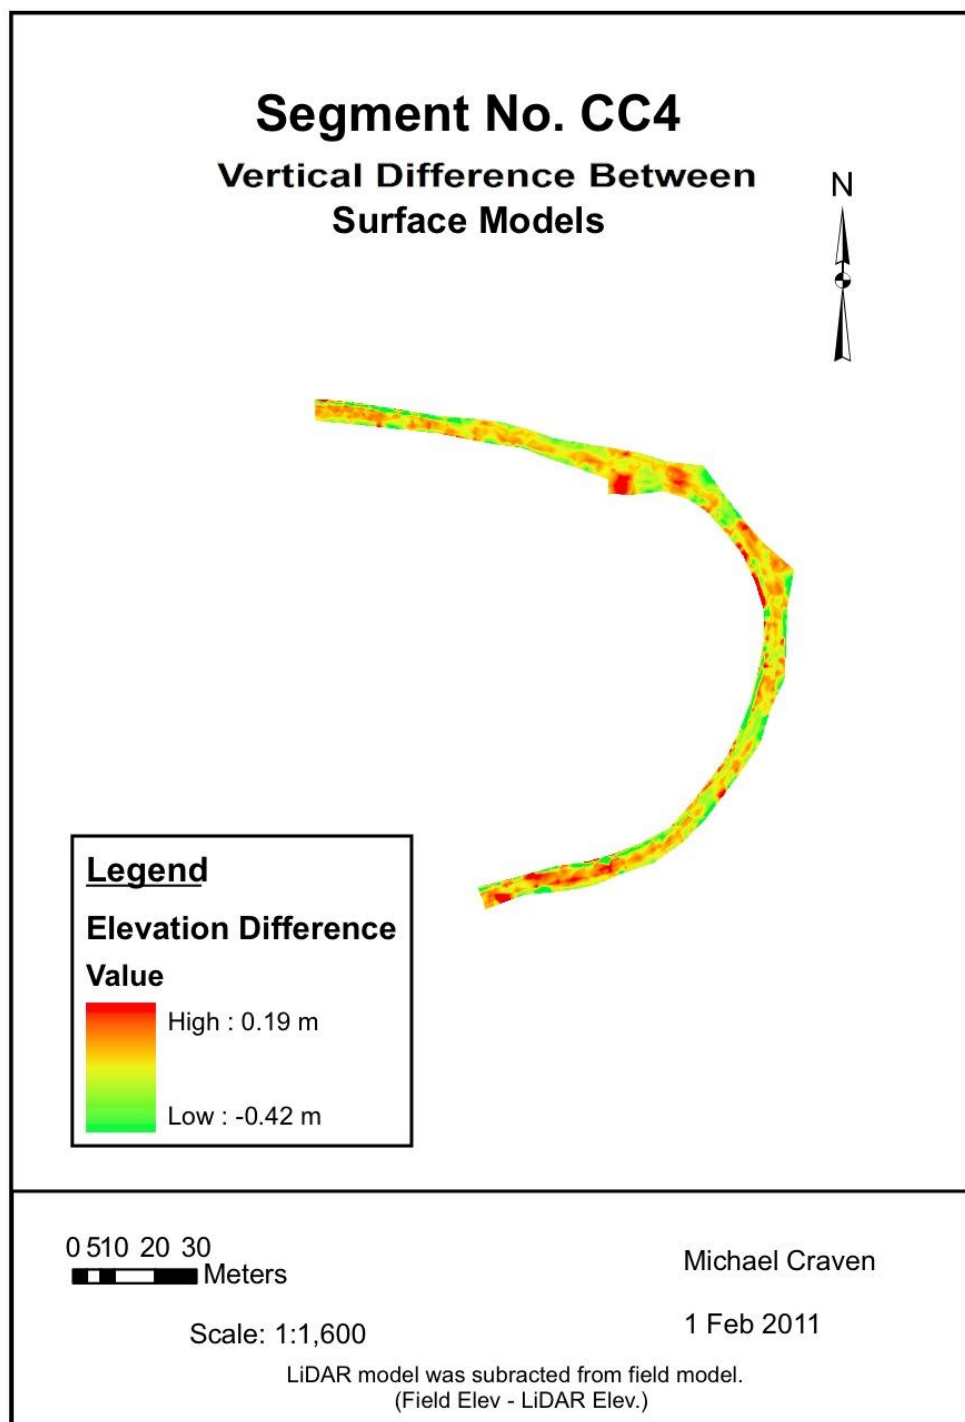 Segment No. CC4
Vertical Difference Between
Surface Models
N
Legend
Elevation Difference
Value
High : 0.19 m
Low : -0.42 m
0 5 10 20 30
Meters
Scale: 1:1,600
Michael Craven
1 Feb 2011
LiDAR model was subracted from field model.
(Field Elev - LiDAR Elev.)